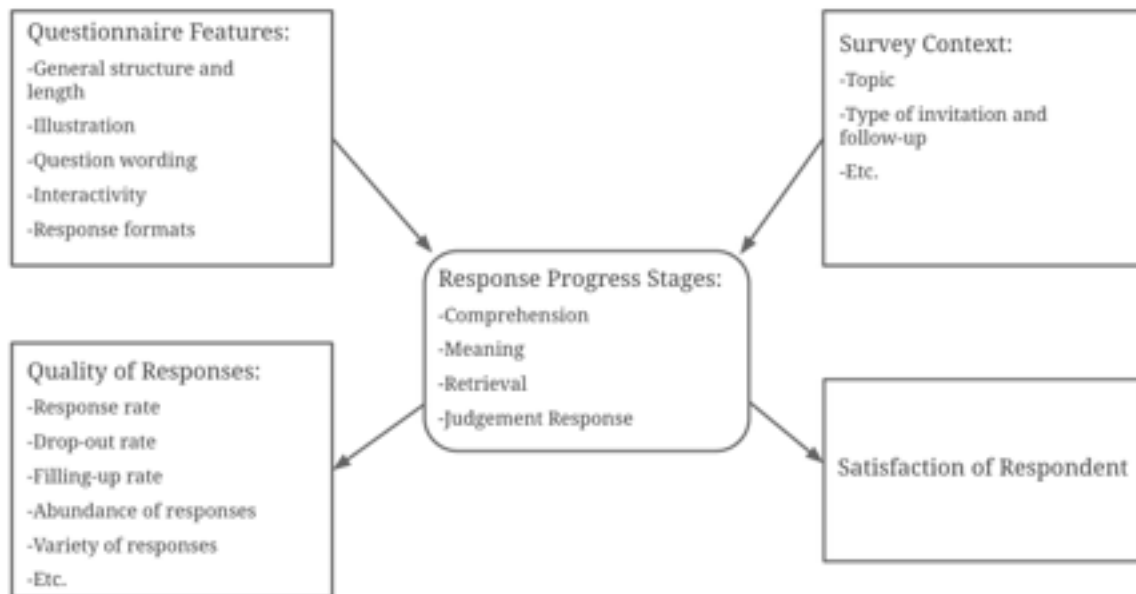 Questionnaire Features:
-General structure and
length
-Illustration
-Question wording
-Interactivity
-Response formats
Survey Context:
-Topic
-Type of invitation and
follow-up
-Etc.
Response Progress Stages:
-Comprehension
-Meaning
-Retrieval
-Judgement Response
Quality of Responses:
-Response rate
-Drop-out rate
-Filling-up rate
-Abundance of responses
-Variety of responses
-Etc.
Satisfaction of Respondent